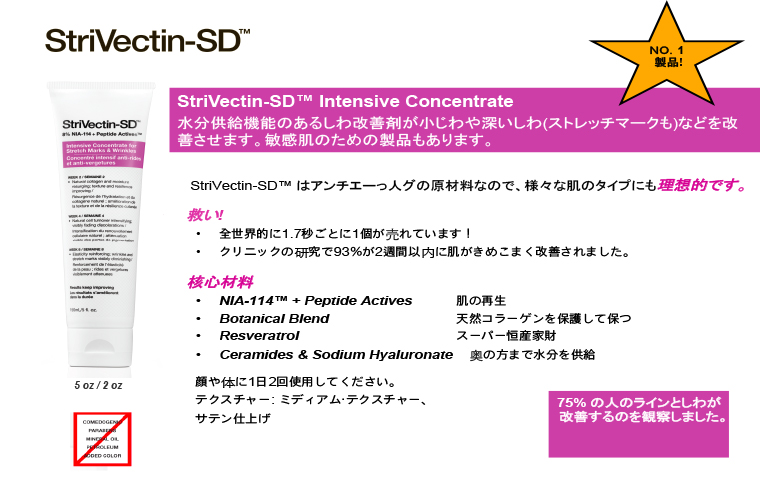 StriVectin-SD™
NO. 1
製品!
StriVectin-SD™ Intensive Concentrate
水分供給機能のあるしわ改善剤が小じわや深いしわ(ストレッチマークも)などを改
善させます。敏感肌のための製品もあります。
StriVectin-SD™ はアンチエーっ人グの原材料なので、様々な肌のタイプにも理想的です。
救い!
• 全世界的に1.7秒ごとに1個が売れています！
• クリニックの研究で93%が2週間以内に肌がきめこまく改善されました。
核心材料
• NIA-114™ + Peptide Actives 肌の再生
• Botanical Blend 天然コラーゲンを保護して保つ
• Resveratrol スーパー恒産家財
• Ceramides & Sodium Hyaluronate 奥の方まで水分を供給
顔や体に1日2回使用してください。
テクスチャー: ミディアム·テクスチャー、
サテン仕上げ
75% の人のラインとしわが
改善するのを観察しました。
StriVectin-SD™
8% NIA-114 + Peptide Actives™
Intensive Concentrate for
Stretch Marks & Wrinkles
Concentré intensif anti-rides
et anti-vergetures
WEEK 2 / SEMAINE 2
WEEK 4 / SEMAINE 4
WEEK 8 / SEMAINE 8
Results keep improving
Les résultats s'améliorent
dans la durée
5 oz / 2 oz
COMEDOGENIC
PARABENS
MINERAL OIL
PETROLEUM
ADDED COLOR